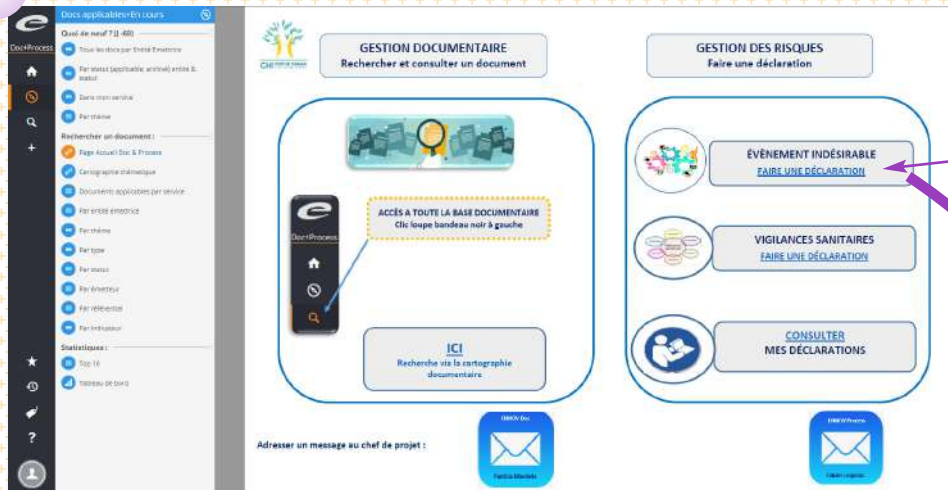 Docs applicables+En cours
Doc+Process
Quoi de neuf ? (J -60)
Tous les docs par Entité Emettrice
Par statut (applicable, archivé) entité &
statut
Dans mon service
Par thème
Rechercher un document :
Page Accueil Doc & Process
Cartographie thématique
Documents applicables par service
Par entité émettrice
Par thème
Par type
Par status
Par émetteur
Par référentiel
Par indicateur
Statistiques :
Top 10
Tableau de bord
GESTION DOCUMENTAIRE
Rechercher et consulter un document
ACCÈS A TOUTE LA BASE DOCUMENTAIRE
Clic loupe bandeau noir à gauche
Doc+Process
ICI
Recherche via la cartographie
documentaire
Adresser un message au chef de projet :
ENNOV Doc
GESTION DES RISQUES
Faire une déclaration
ÉVÈNEMENT INDÉSIRABLE
FAIRE UNE DÉCLARATION
VIGILANCES SANITAIRES
FAIRE UNE DÉCLARATION
CONSULTER
MES DÉCLARATIONS
ENNOV Process